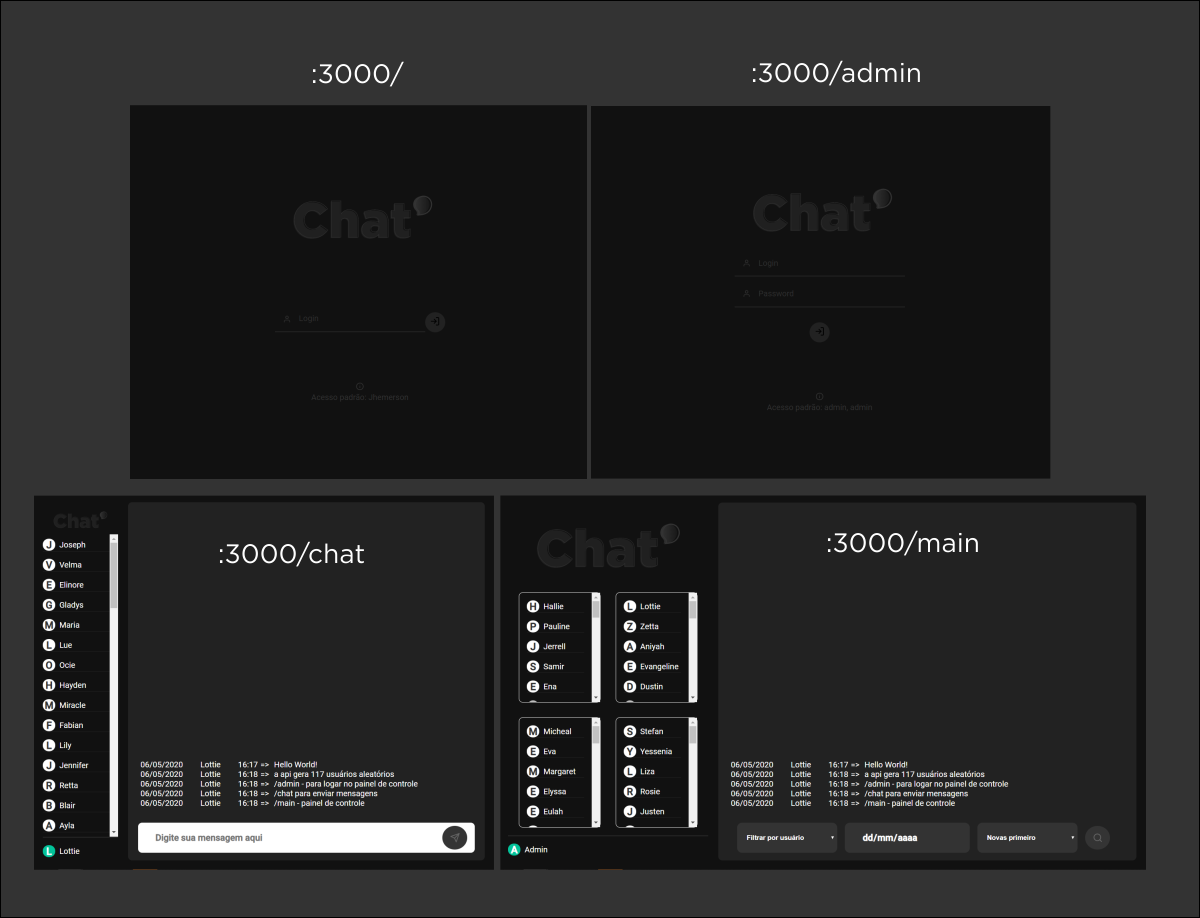 :3000/
:3000/admin
Chat
Login
Acesso padrão: Jhemerson
Chat
Login
Password
Acesso padrão: admin, admin
Chat
J Joseph
V Velma
E Elinore
G Gladys
M Maria
L Lue
O Ocie
H Hayden
M Miracle
F Fabian
L Lily
J Jennifer
R Retta
B Blair
A Ayla
L Lottie
:3000/chat
06/05/2020 Lottie 16:17 => Hello World!
06/05/2020 Lottie 16:18 => a api gera 117 usuários aleatórios
06/05/2020 Lottie 16:18 => /admin - para logar no painel de controle
06/05/2020 Lottie 16:18 => /chat para enviar mensagens
06/05/2020 Lottie 16:18 => /main - painel de controle
Digite sua mensagem aqui
Chat
H Hallie
P Pauline
J Jerrell
S Samir
E Ena
L Lottie
Z Zetta
A Aniyah
E Evangeline
D Dustin
M Micheal
E Eva
M Margaret
E Elyssa
E Eulah
S Stefan
Y Yessenia
L Liza
R Rosie
J Justen
A Admin
:3000/main
06/05/2020 Lottie 16:17 => Hello World!
06/05/2020 Lottie 16:18 => a api gera 117 usuários aleatórios
06/05/2020 Lottie 16:18 => /admin - para logar no painel de controle
06/05/2020 Lottie 16:18 => /chat para enviar mensagens
06/05/2020 Lottie 16:18 => /main - painel de controle
Filtrar por usuário
dd/mm/aaaa
Novas primeiro